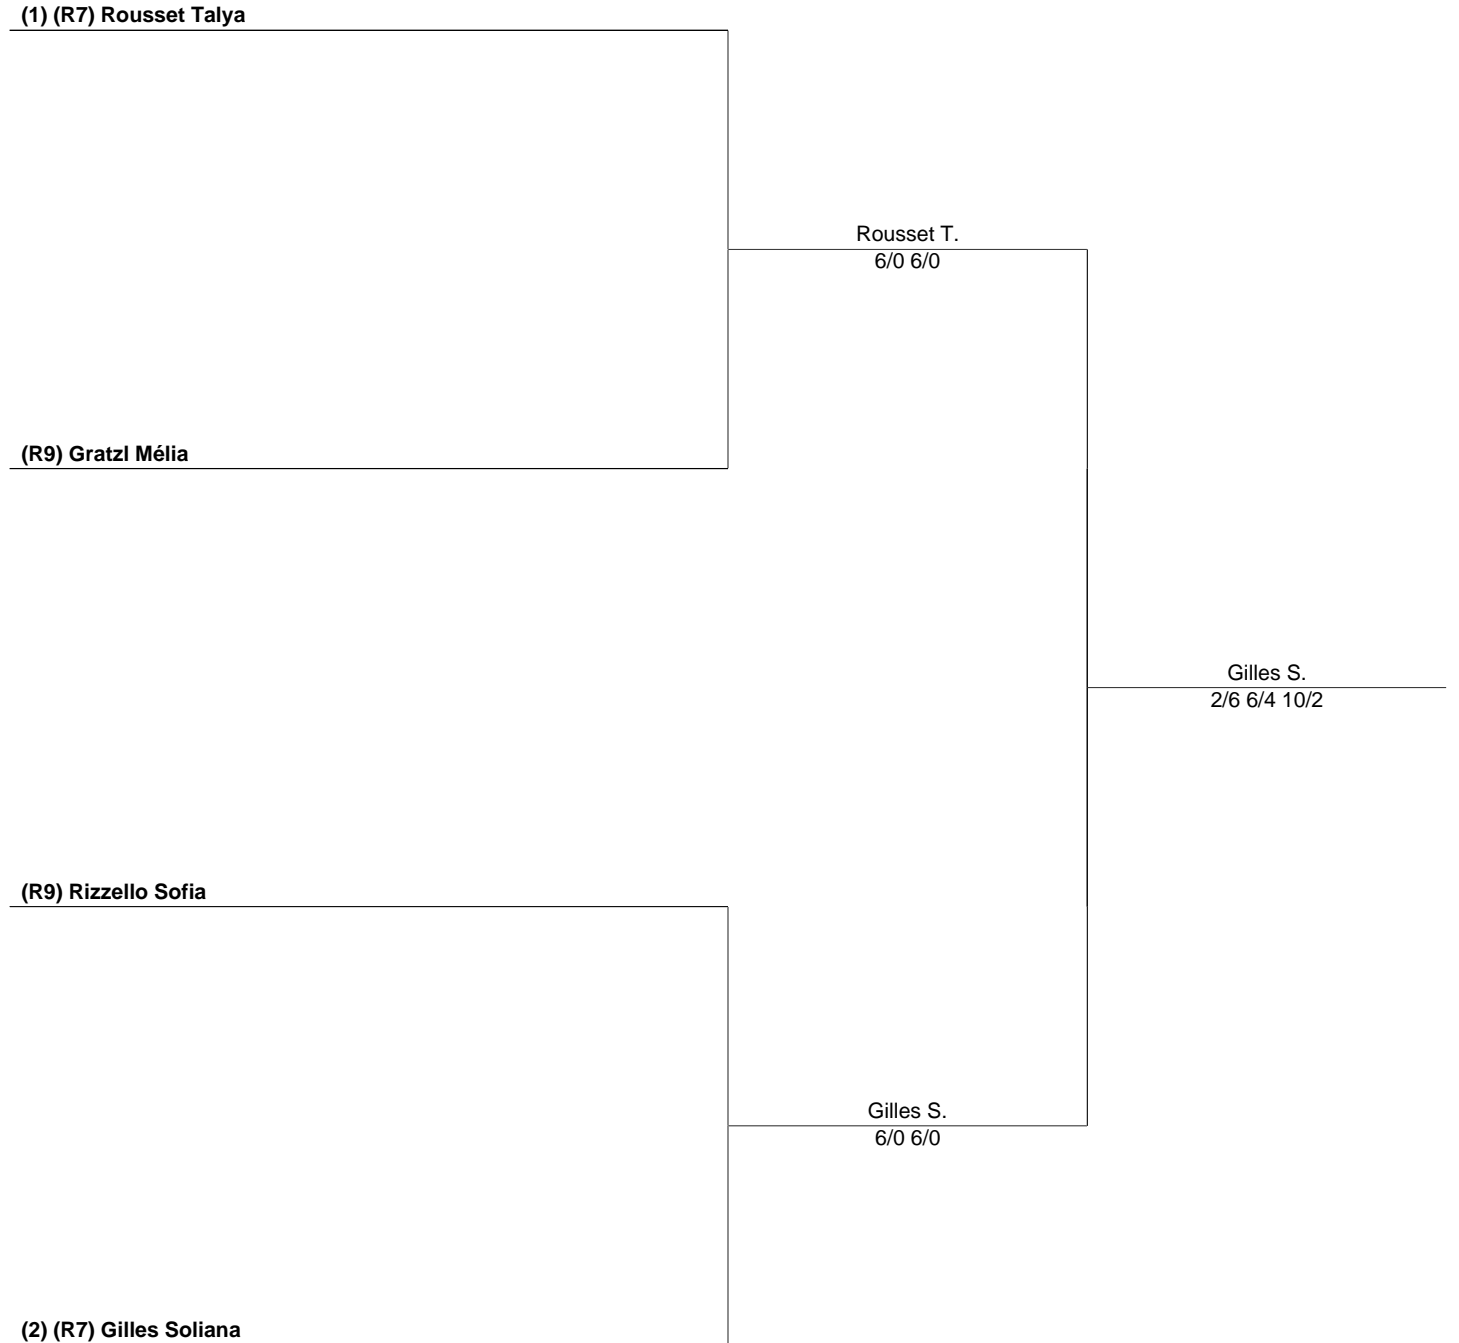 (1) (R7) Rousset Talya
Rousset T.
6/0 6/0
(R9) Gratzl Mélia
Gilles S.
2/6 6/4 10/2
(R9) Rizzello Sofia
Gilles S.
6/0 6/0
(2) (R7) Gilles Soliana